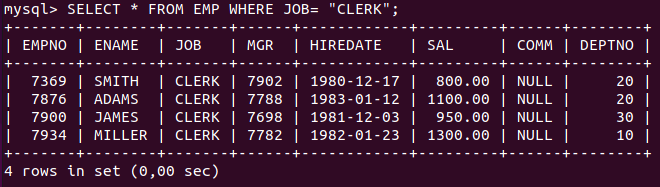 mysql> SELECT * FROM EMP WHERE JOB= "CLERK";
+-------+--------+-------+------+------------+---------+------+--------+
| EMPNO | ENAME  | JOB   | MGR  | HIREDATE   | SAL     | COMM | DEPTNO |
+-------+--------+-------+------+------------+---------+------+--------+
|  7369 | SMITH  | CLERK | 7902 | 1980-12-17 |  800.00 | NULL |     20 |
|  7876 | ADAMS  | CLERK | 7788 | 1983-01-12 | 1100.00 | NULL |     20 |
|  7900 | JAMES  | CLERK | 7698 | 1981-12-03 |  950.00 | NULL |     30 |
|  7934 | MILLER | CLERK | 7782 | 1982-01-23 | 1300.00 | NULL |     10 |
+-------+--------+-------+------+------------+---------+------+--------+
4 rows in set (0,00 sec)